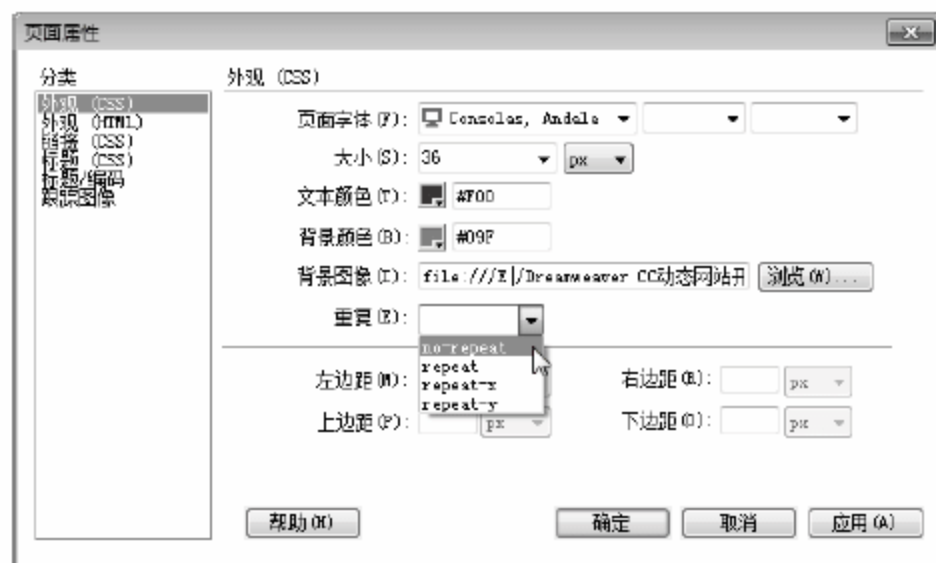 页面属性
分类
外观 (CSS)
外观 (HTML)
链接 (CSS)
标题 (CSS)
标题/编码
跟踪图像
外观 (CSS)
页面字体(F): Consolas, Andale
大小(S): 36 px
文本颜色(T): #F00
背景颜色(B): #09F
背景图像(I): file:///E|/Dreamweaver CC动态网站开 浏览(W)...
重复(E):
no-repeat
repeat
repeat-x
repeat-y
左边距(M): 右边距(R): px
上边距(P): px 下边距(O): px
帮助(H) 确定 取消 应用(A)